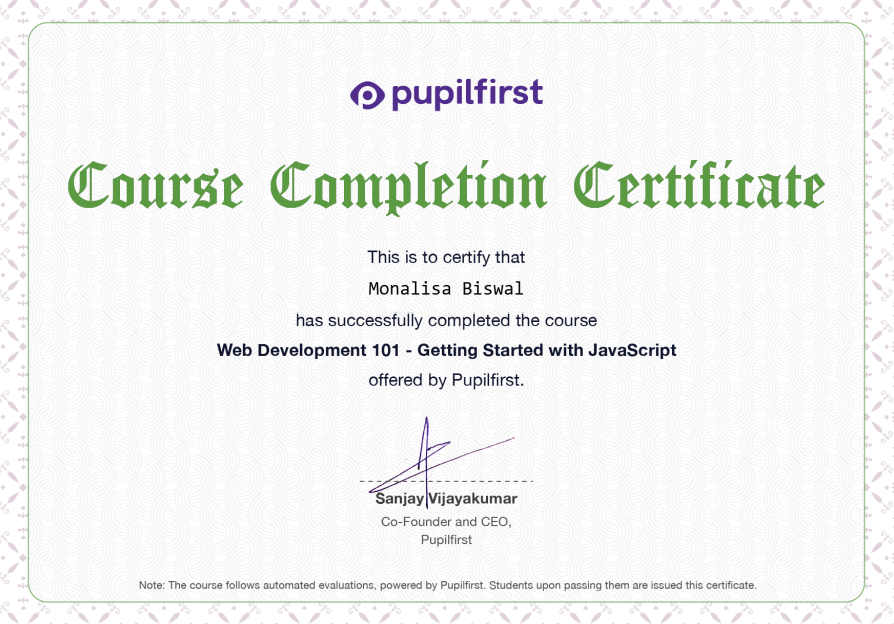 pupilfirst
Course Completion Certificate
This is to certify that
Monalisa Biswal
has successfully completed the course
Web Development 101 - Getting Started with JavaScript
offered by Pupilfirst.
Sanjay Vijayakumar
Co-Founder and CEO,
Pupilfirst
Note: The course follows automated evaluations, powered by Pupilfirst. Students upon passing them are issued this certificate.